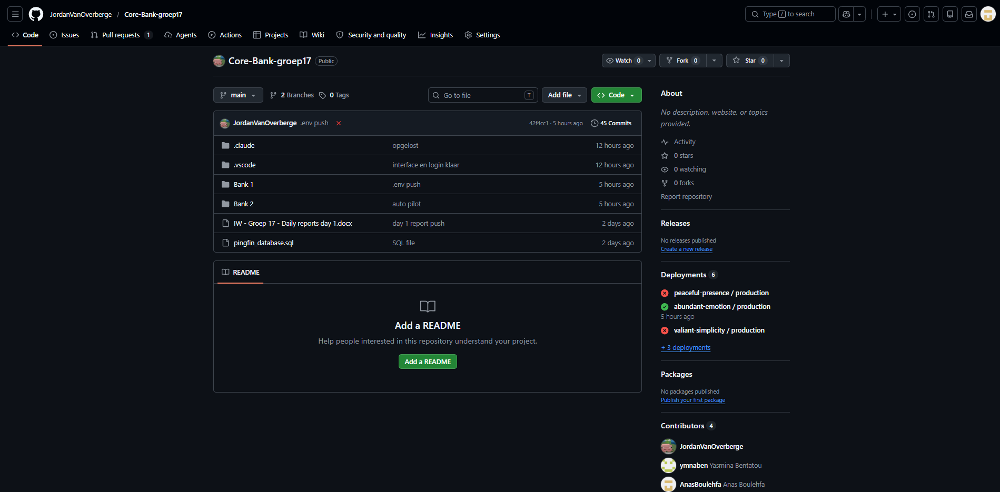 JordanVanOverberge / Core-Bank-groep17
Type / to search
Code Issues Pull requests 1 Agents Actions Projects Wiki Security and quality Insights Settings
Core-Bank-groep17 Public
Watch 0 Fork 0 Star 0
main 2 Branches 0 Tags
Go to file T Add file Code
JordanVanOverberge .env push 42f4cc1 · 5 hours ago 45 Commits
.claude opgelost 12 hours ago
.vscode interface en login klaar 12 hours ago
Bank 1 .env push 5 hours ago
Bank 2 auto pilot 5 hours ago
IW - Groep 17 - Daily reports day 1.docx day 1 report push 2 days ago
pingfin_database.sql SQL file 2 days ago
README
Add a README
Help people interested in this repository understand your project.
Add a README
About
No description, website, or topics
provided.
Activity
0 stars
0 watching
0 forks
Report repository
Releases
No releases published
Create a new release
Deployments 6
peaceful-presence / production
abundant-emotion / production
5 hours ago
valiant-simplicity / production
+ 3 deployments
Packages
No packages published
Publish your first package
Contributors 4
JordanVanOverberge
ymnaben Yasmina Bentatou
AnasBoulehfa Anas Boulehfa